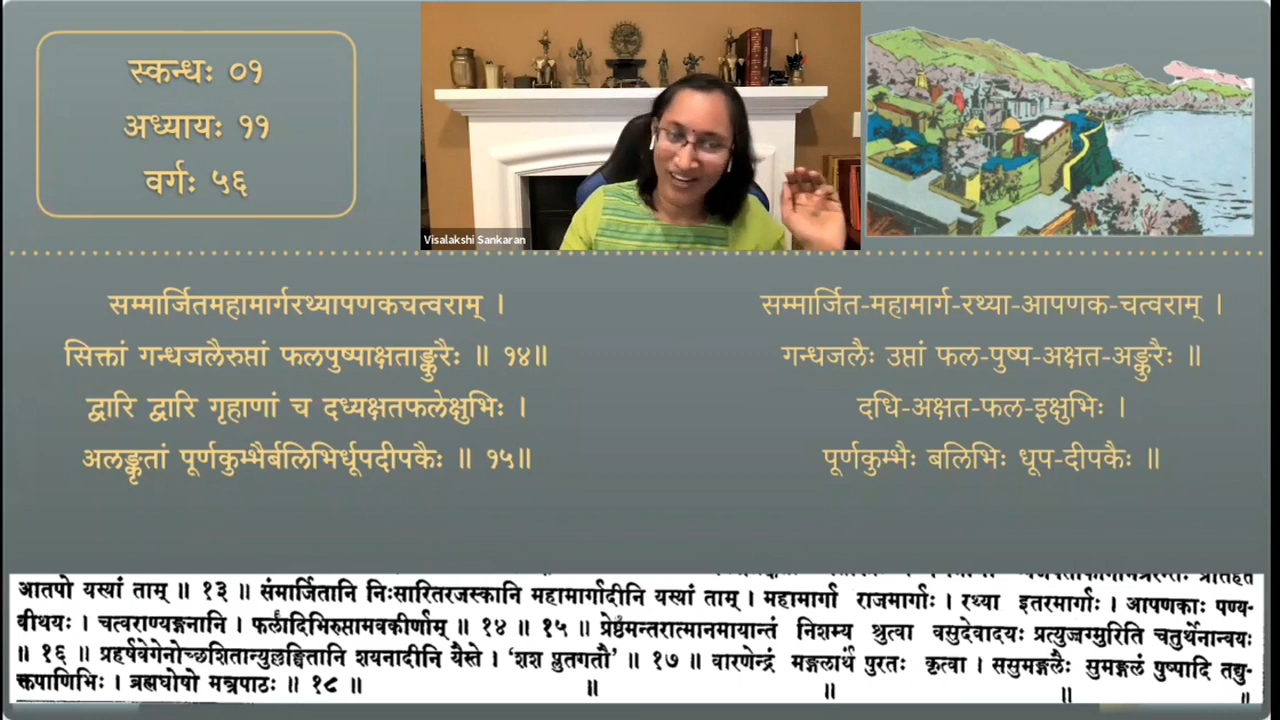 स्कन्धः ०१
अध्यायः ११
वर्गः ५६
Visalakshi Sankaran
सम्मार्जितमहामार्गरथ्यापणकचत्वराम् ।
सिक्तां गन्धजलैरुप्तां फलपुष्पाक्षताङ्कुरैः ॥ १४॥
द्वारि द्वारि गृहाणां च दध्यक्षतफलेक्षुभिः ।
अलङ्कृतां पूर्णकुम्भैर्बलिभिर्धूपदीपकैः ॥ १५॥
सम्मार्जित-महामार्ग-रथ्या-आपणक-चत्वराम् ।
गन्धजलैः उप्तां फल-पुष्प-अक्षत-अङ्कुरैः ॥
दधि-अक्षत-फल-इक्षुभिः ।
पूर्णकुम्भैः बलिभिः धूप-दीपकैः ॥
आतपो यस्यां ताम् ॥ १३ ॥ संमार्जितानि निःसारितरजस्कानि महामार्गादीनि यस्यां ताम् । महामार्गा राजमार्गाः । रथ्या इतरमार्गाः । आपणकाः पण्य-
वीथयः । चत्वराण्यङ्गनानि । फलादिभिरुप्तामवकीर्णाम् ॥ १४ ॥ १५ ॥ प्रेष्ठमन्तरात्मानमायान्तं निशम्य श्रुत्वा वसुदेवादयः प्रत्युज्जग्मुरिति चतुर्थेनान्वयः
॥ १६ ॥ प्रहर्षवेगेनोच्छशितान्युल्लङ्घितानि शयनादीनि यैस्ते । 'शश प्लुतगतौ' ॥ १७ ॥ वारणेन्द्रं मङ्गलार्थं पुरतः कृत्वा । ससुमङ्गलैः सुमङ्गलं पुष्पादि तद्यु-
क्तपाणिभिः । ब्रह्मघोषो मन्त्रपाठः ॥ १८ ॥ ॥ ॥ ॥ ॥